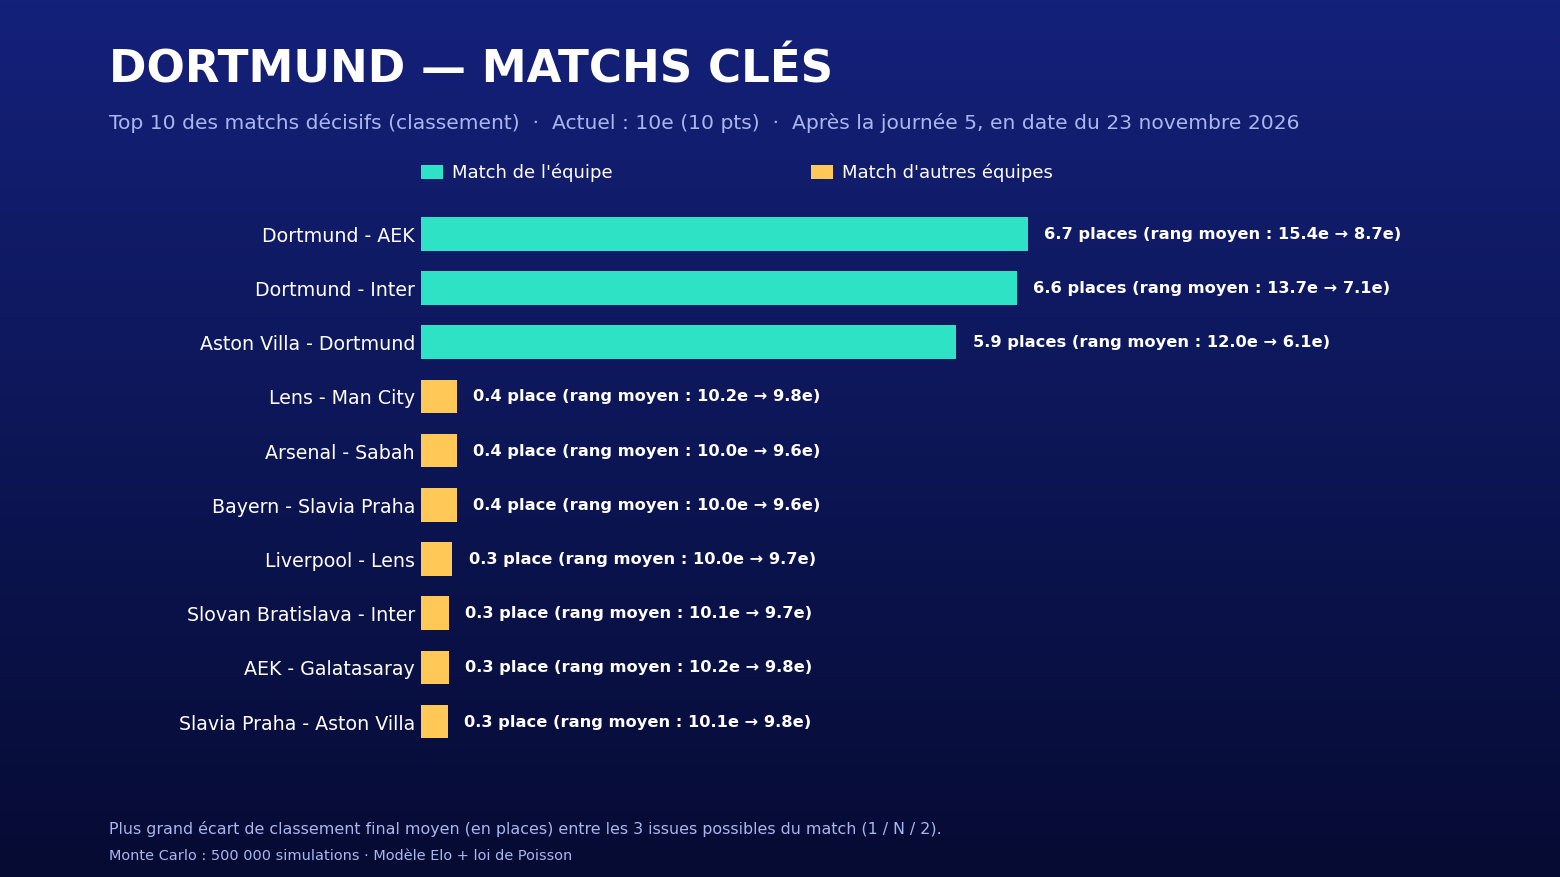 DORTMUND — MATCHS CLÉS
Top 10 des matchs décisifs (classement)  ·  Actuel : 10e (10 pts)  ·  Après la journée 5, en date du 23 novembre 2026
Match de l'équipe
Match d'autres équipes
Dortmund - AEK 6.7 places (rang moyen : 15.4e → 8.7e)
Dortmund - Inter 6.6 places (rang moyen : 13.7e → 7.1e)
Aston Villa - Dortmund 5.9 places (rang moyen : 12.0e → 6.1e)
Lens - Man City 0.4 place (rang moyen : 10.2e → 9.8e)
Arsenal - Sabah 0.4 place (rang moyen : 10.0e → 9.6e)
Bayern - Slavia Praha 0.4 place (rang moyen : 10.0e → 9.6e)
Liverpool - Lens 0.3 place (rang moyen : 10.0e → 9.7e)
Slovan Bratislava - Inter 0.3 place (rang moyen : 10.1e → 9.7e)
AEK - Galatasaray 0.3 place (rang moyen : 10.2e → 9.8e)
Slavia Praha - Aston Villa 0.3 place (rang moyen : 10.1e → 9.8e)
Plus grand écart de classement final moyen (en places) entre les 3 issues possibles du match (1 / N / 2).
Monte Carlo : 500 000 simulations · Modèle Elo + loi de Poisson